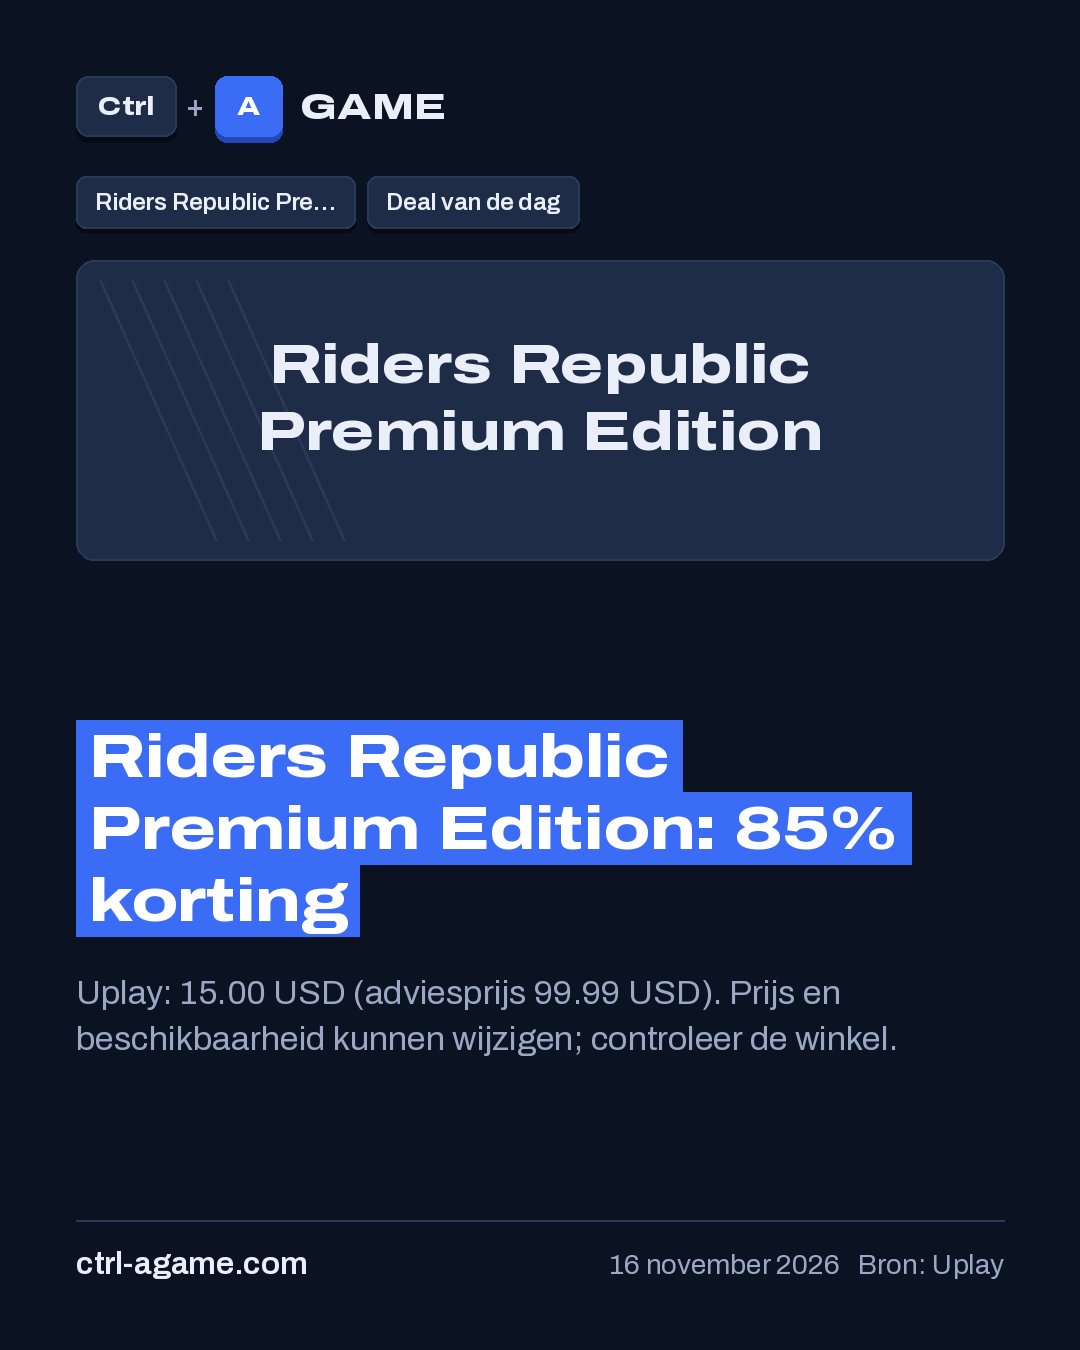 Ctrl + A GAME
Riders Republic Pre... Deal van de dag
Riders Republic
Premium Edition
Riders Republic
Premium Edition: 85%
korting
Uplay: 15.00 USD (adviesprijs 99.99 USD). Prijs en
beschikbaarheid kunnen wijzigen; controleer de winkel.
ctrl-agame.com 16 november 2026 Bron: Uplay